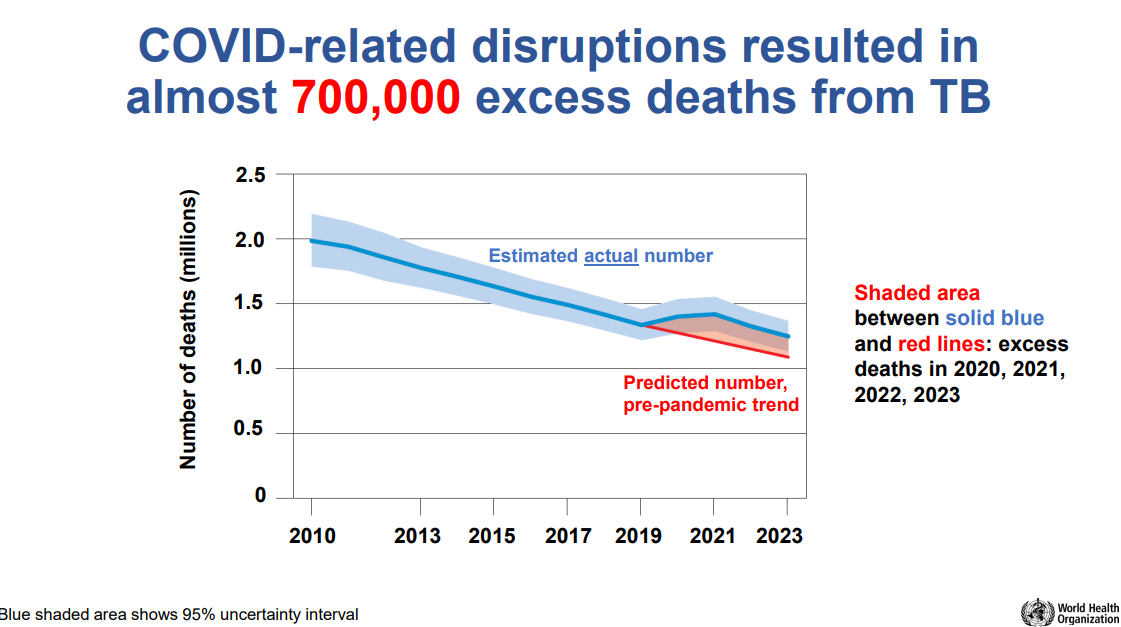 COVID-related disruptions resulted in
almost 700,000 excess deaths from TB
Number of deaths (millions)
2.5
2.0
1.5
1.0
0.5
0
Estimated actual number
Predicted number,
pre-pandemic trend
2010
2013
2015
2017
2019
2021
2023
Shaded area
between solid blue
and red lines: excess
deaths in 2020, 2021,
2022, 2023
Blue shaded area shows 95% uncertainty interval
World Health
Organization